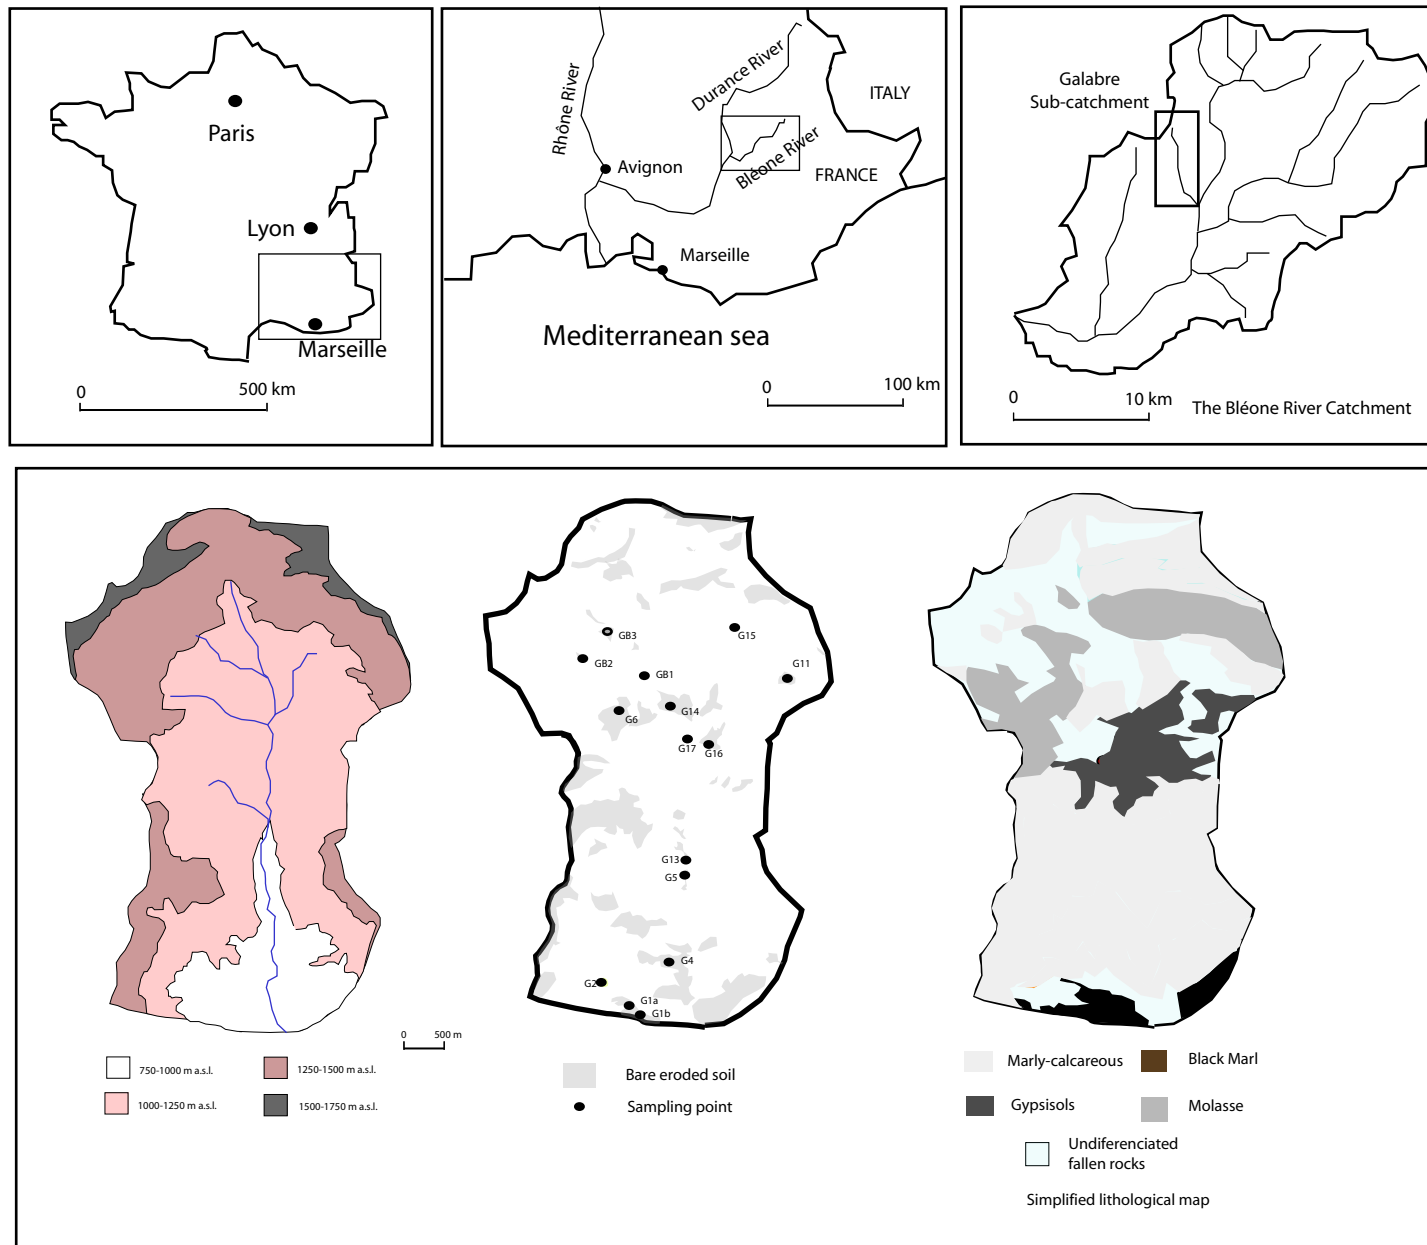 Paris
Lyon
Marseille
0
500 km
Rhône River
Durance River
ITALY
Avignon
Bléone River
FRANCE
Marseille
Mediterranean sea
0
100 km
Galabre
Sub-catchment
0
10 km
The Bléone River Catchment
750-1000 m a.s.l.
1250-1500 m a.s.l.
1000-1250 m a.s.l.
1500-1750 m a.s.l.
0
500 m
GB3
G15
GB2
GB1
G11
G6
G14
G17
G16
G13
G5
G4
G2
G1a
G1b
Bare eroded soil
Sampling point
Marly-calcareous
Black Marl
Gypsisols
Molasse
Undiferenciated
fallen rocks
Simplified lithological map